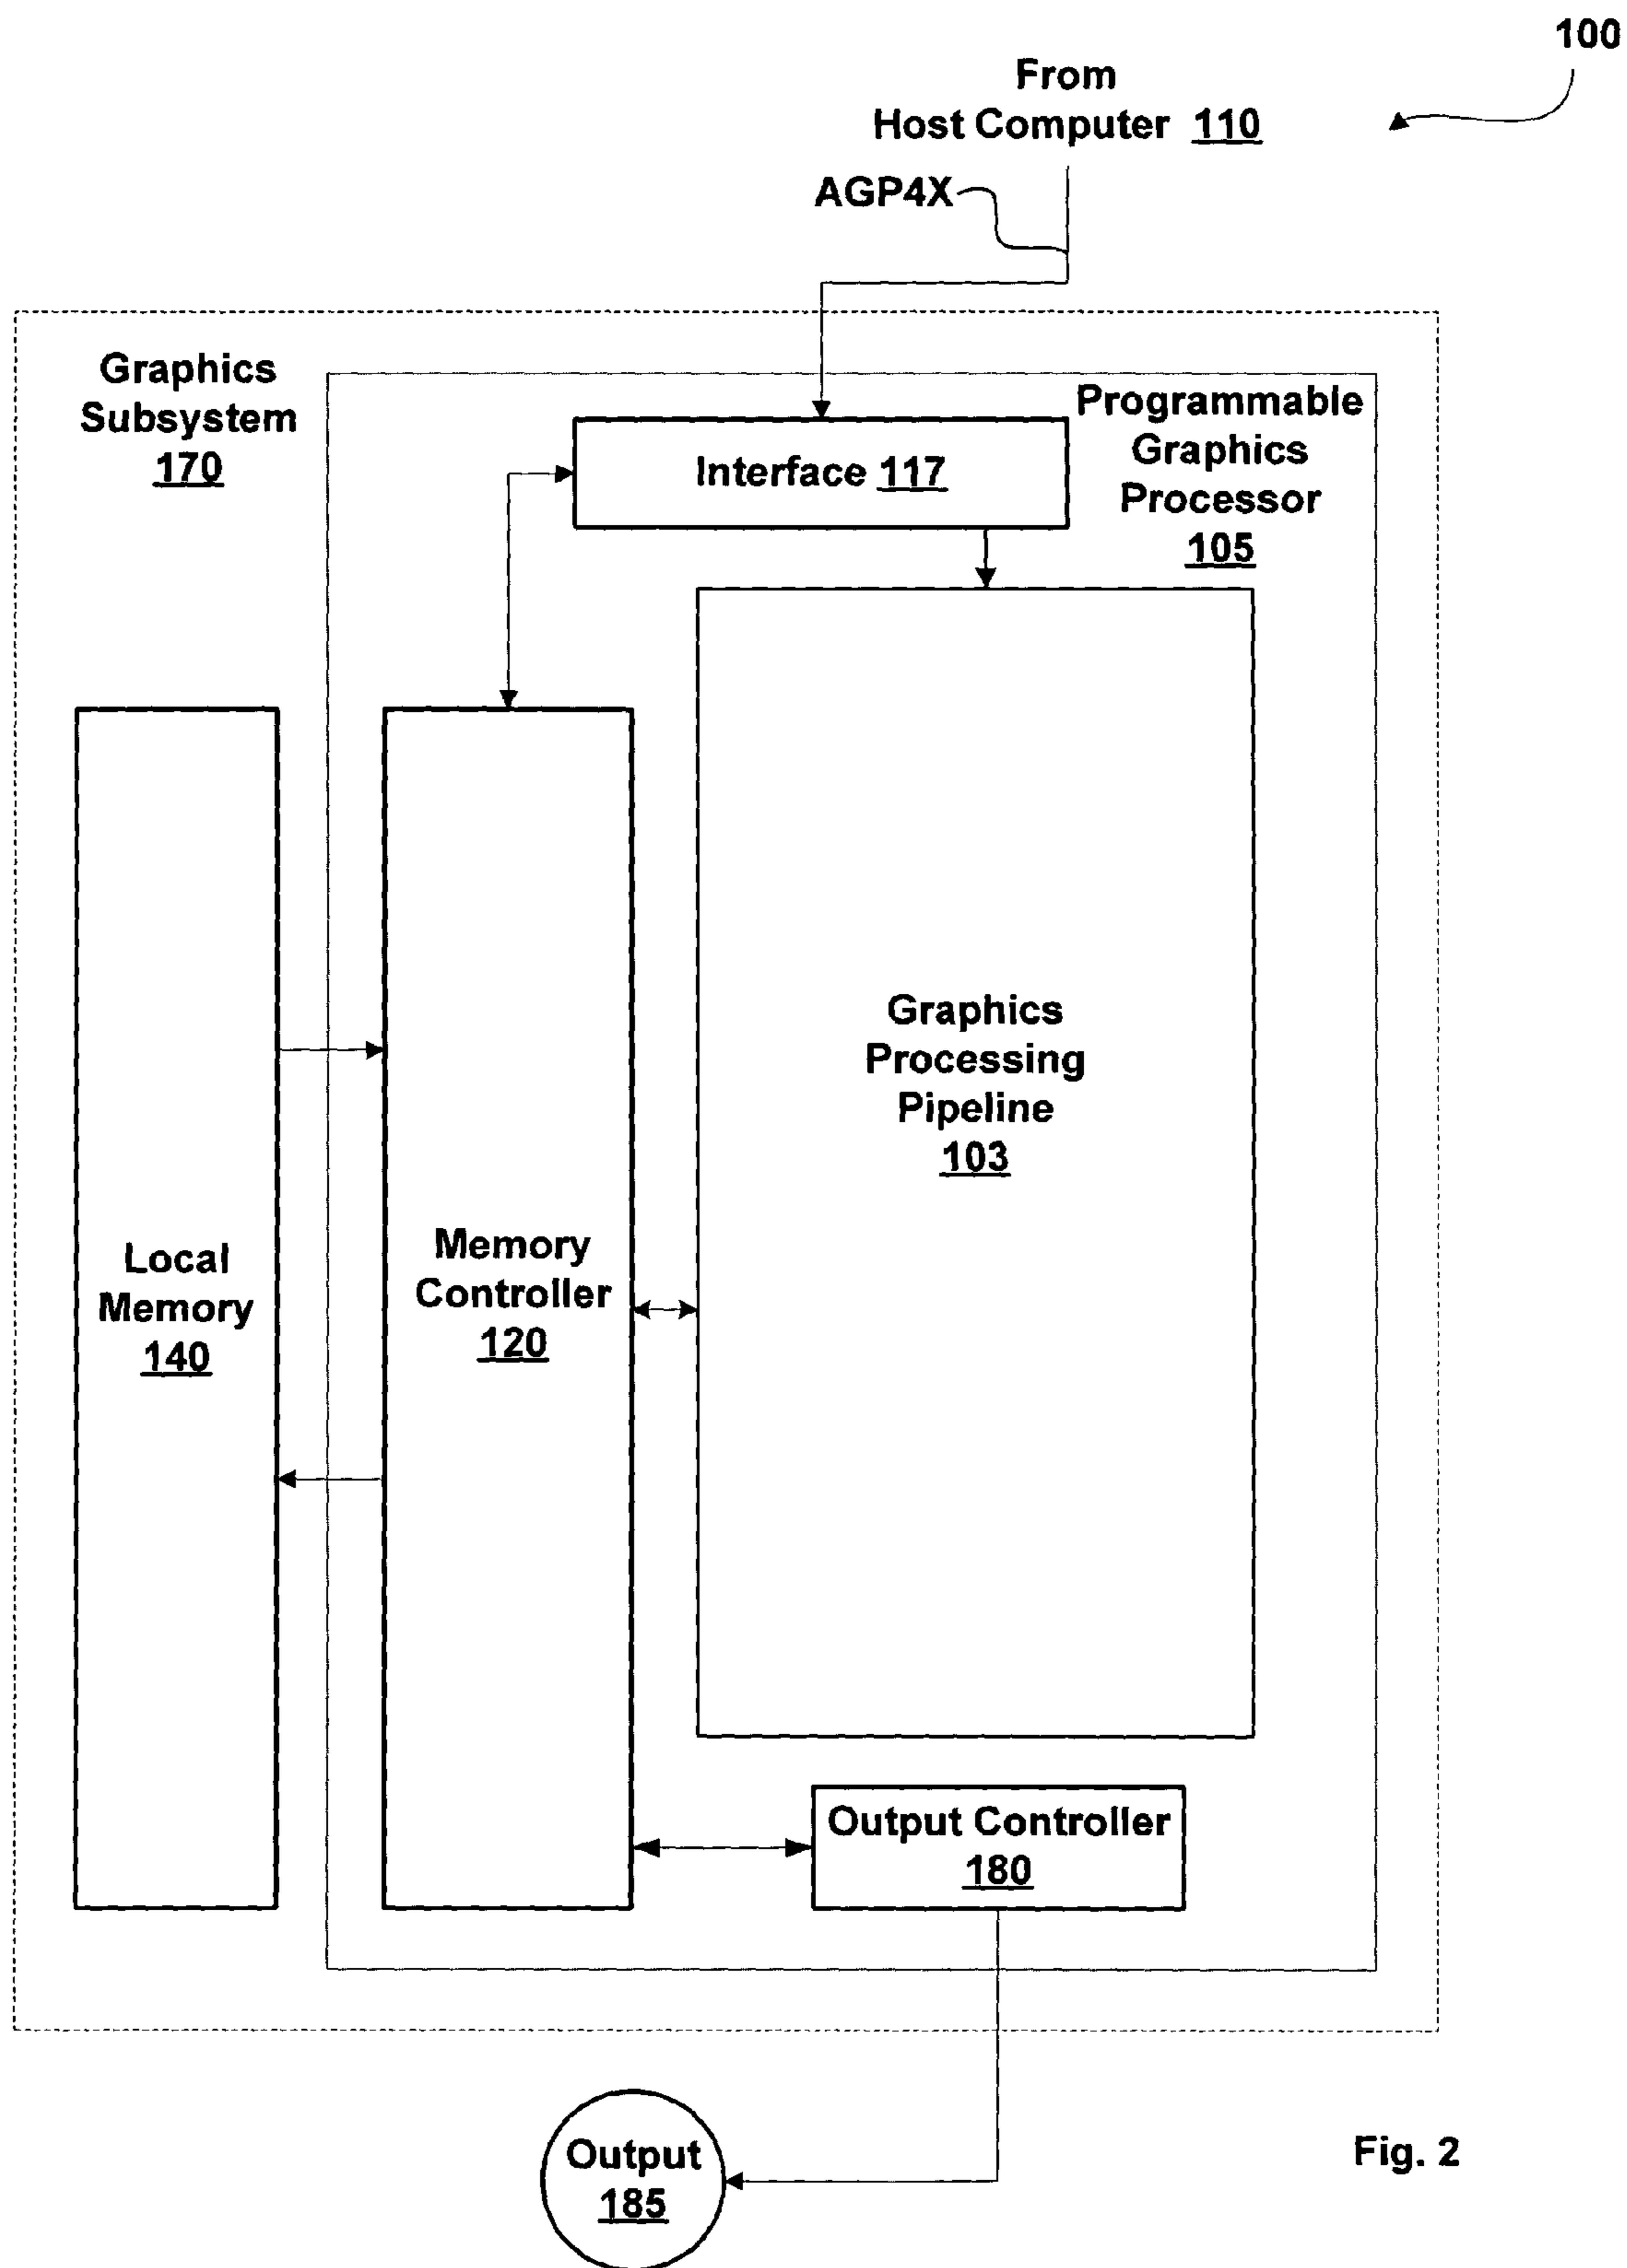 100
From
Host Computer 110
AGP4X
Graphics
Subsystem
170
Programmable
Graphics
Processor
105
Interface 117
Graphics
Processing
Pipeline
103
Local
Memory
140
Memory
Controller
120
Output Controller
180
Output
185
Fig. 2